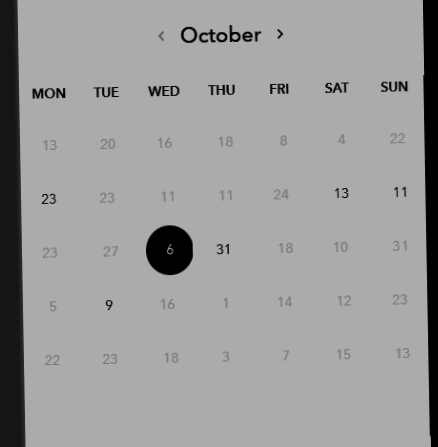 ‹ October ›
MON TUE WED THU FRI SAT SUN
13 20 16 18 8 4 22
23 23 11 11 24 13 11
23 27 6 31 18 10 31
5 9 16 1 14 12 23
22 23 18 3 7 15 13